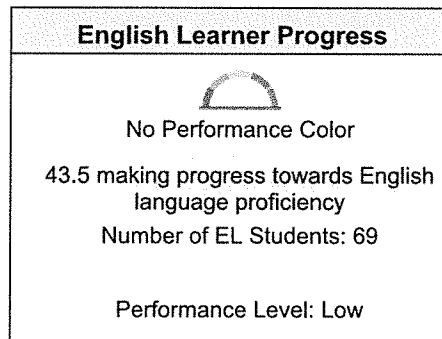 English Learner Progress
No Performance Color
43.5 making progress towards English
language proficiency
Number of EL Students: 69
Performance Level: Low